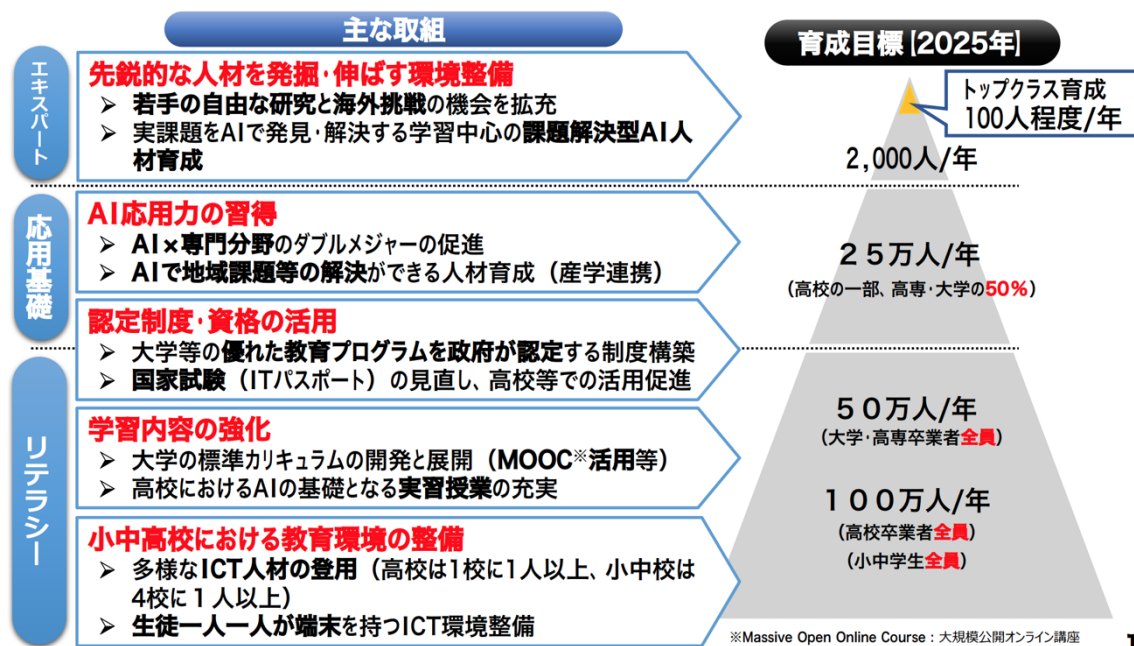 主な取組
育成目標【2025年】
エキスパート
先鋭的な人材を発掘・伸ばす環境整備
➢ 若手の自由な研究と海外挑戦の機会を拡充
➢ 実課題をAIで発見・解決する学習中心の課題解決型AI人
材育成
トップクラス育成
100人程度/年
2,000人/年
応用基礎
AI応用力の習得
➢ AI×専門分野のダブルメジャーの促進
➢ AIで地域課題等の解決ができる人材育成（産学連携）
２５万人/年
（高校の一部、高専・大学の50％）
認定制度・資格の活用
➢ 大学等の優れた教育プログラムを政府が認定する制度構築
➢ 国家試験（ITパスポート）の見直し、高校等での活用促進
リテラシー
学習内容の強化
➢ 大学の標準カリキュラムの開発と展開（MOOC※活用等）
➢ 高校におけるAIの基礎となる実習授業の充実
５０万人/年
（大学・高専卒業者全員）
小中高校における教育環境の整備
➢ 多様なICT人材の登用（高校は1校に1人以上、小中校は
4校に１人以上）
➢ 生徒一人一人が端末を持つICT環境整備
１００万人/年
（高校卒業者全員）
（小中学生全員）
※Massive Open Online Course：大規模公開オンライン講座